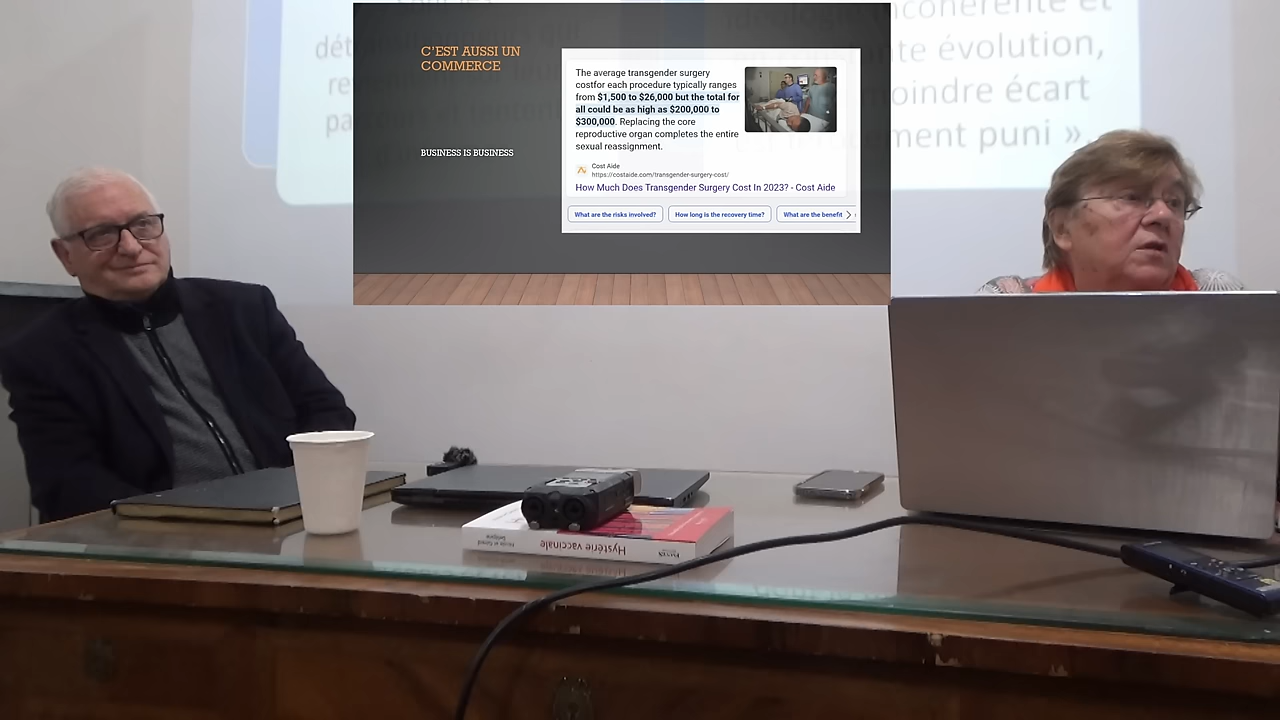 incohérente et
évolution,
moindre écart
ment puni ».
C'EST AUSSI UN
COMMERCE
BUSINESS IS BUSINESS
The average transgender surgery
costfor each procedure typically ranges
from $1,500 to $26,000 but the total for
all could be as high as $200,000 to
$300,000. Replacing the core
reproductive organ completes the entire
sexual reassignment.
Cost Aide
https://costaide.com/transgender-surgery-cost/
How Much Does Transgender Surgery Cost In 2023? - Cost Aide
What are the risks involved?
How long is the recovery time?
What are the benefit
Hystérie vaccinale